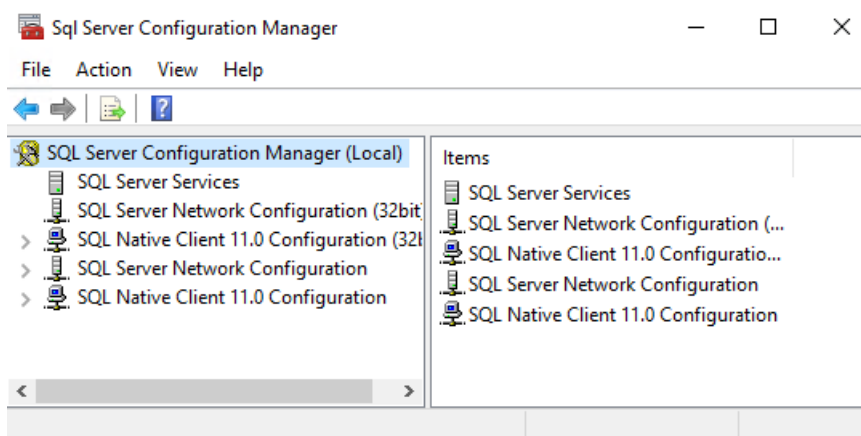 Sql Server Configuration Manager
File Action View Help
SQL Server Configuration Manager (Local)
SQL Server Services
SQL Server Network Configuration (32bit
SQL Native Client 11.0 Configuration (32b
SQL Server Network Configuration
SQL Native Client 11.0 Configuration
Items
SQL Server Services
SQL Server Network Configuration (...
SQL Native Client 11.0 Configuratio...
SQL Server Network Configuration
SQL Native Client 11.0 Configuration